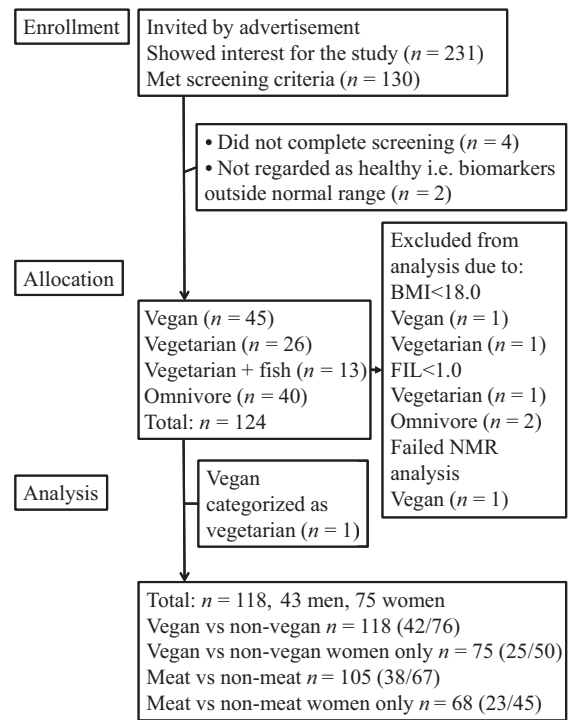 Enrollment
Invited by advertisement
Showed interest for the study (n = 231)
Met screening criteria (n = 130)
• Did not complete screening (n = 4)
• Not regarded as healthy i.e. biomarkers
outside normal range (n = 2)
Allocation
Vegan (n = 45)
Vegetarian (n = 26)
Vegetarian + fish (n = 13)
Omnivore (n = 40)
Total: n = 124
Excluded from
analysis due to:
BMI<18.0
Vegan (n = 1)
Vegetarian (n = 1)
FIL<1.0
Vegetarian (n = 1)
Omnivore (n = 2)
Failed NMR
analysis
Vegan (n = 1)
Analysis
Vegan
categorized as
vegetarian (n = 1)
Total: n = 118, 43 men, 75 women
Vegan vs non-vegan n = 118 (42/76)
Vegan vs non-vegan women only n = 75 (25/50)
Meat vs non-meat n = 105 (38/67)
Meat vs non-meat women only n = 68 (23/45)